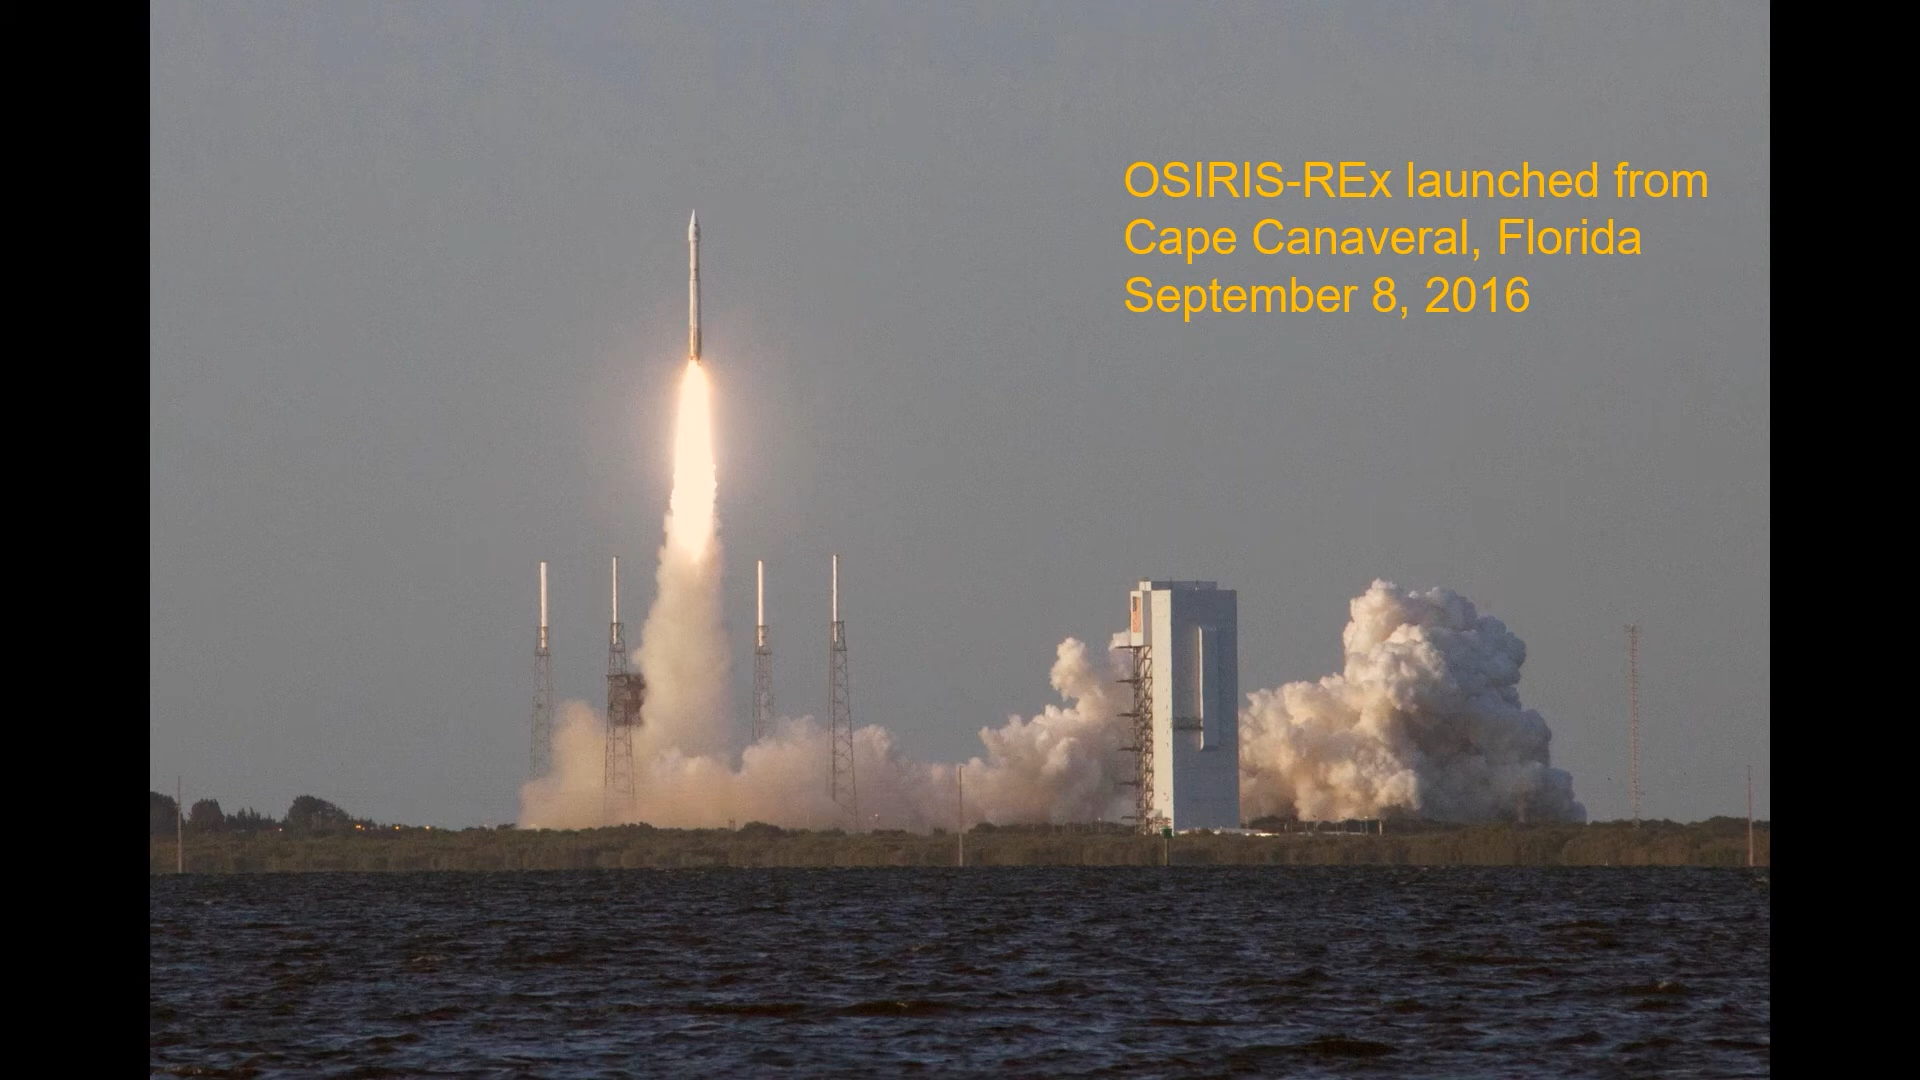 OSIRIS-REx launched from
Cape Canaveral, Florida
September 8, 2016